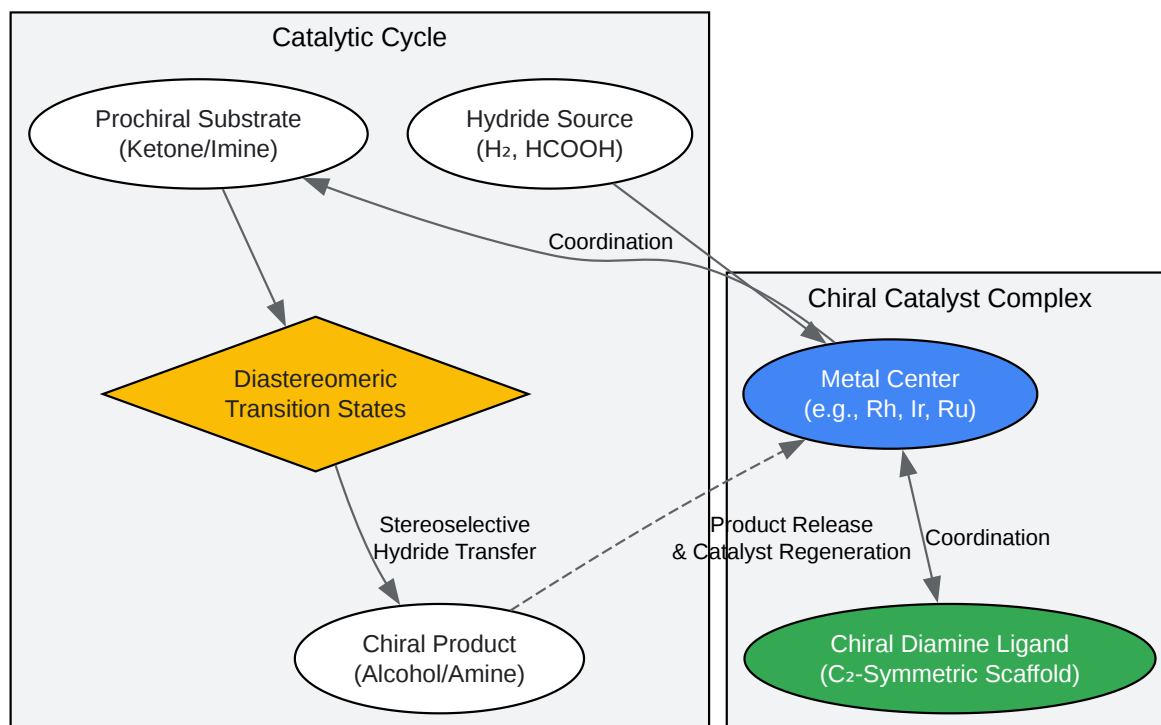 Catalytic Cycle
Prochiral Substrate
(Ketone/Imine)
Hydride Source
(H₂, HCOOH)
Coordination
Chiral Catalyst Complex
Diastereomeric
Transition States
Metal Center
(e.g., Rh, Ir, Ru)
Stereoselective
Hydride Transfer
Product Release
& Catalyst Regeneration
Coordination
Chiral Product
(Alcohol/Amine)
Chiral Diamine Ligand
(C₂-Symmetric Scaffold)